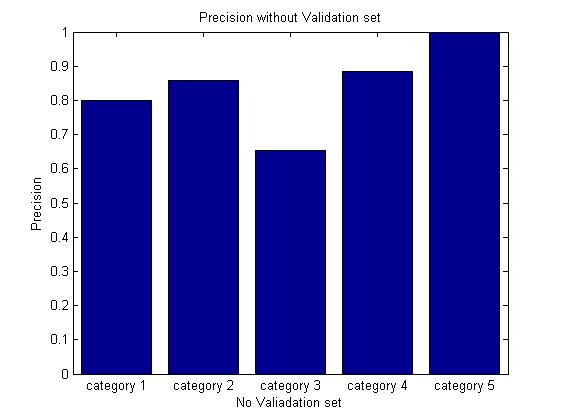 Precision without Validation set
1
0.9
0.8
0.7
0.6
0.5
0.4
0.3
0.2
0.1
0
Precision
category 1 category 2 category 3 category 4 category 5
No Valiadation set